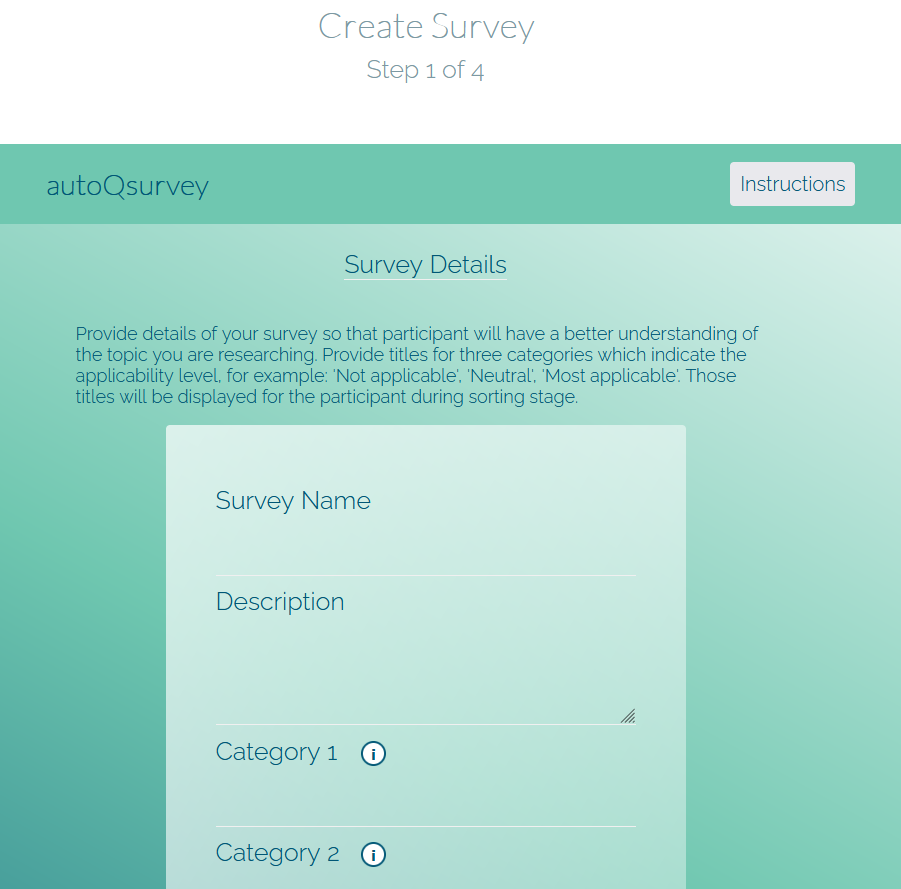 Create Survey
Step 1 of 4
autoQsurvey
Instructions
Survey Details
Provide details of your survey so that participant will have a better understanding of
the topic you are researching. Provide titles for three categories which indicate the
applicability level, for example: 'Not applicable', 'Neutral', 'Most applicable'. Those
titles will be displayed for the participant during sorting stage.
Survey Name
Description
Category 1 i
Category 2 i